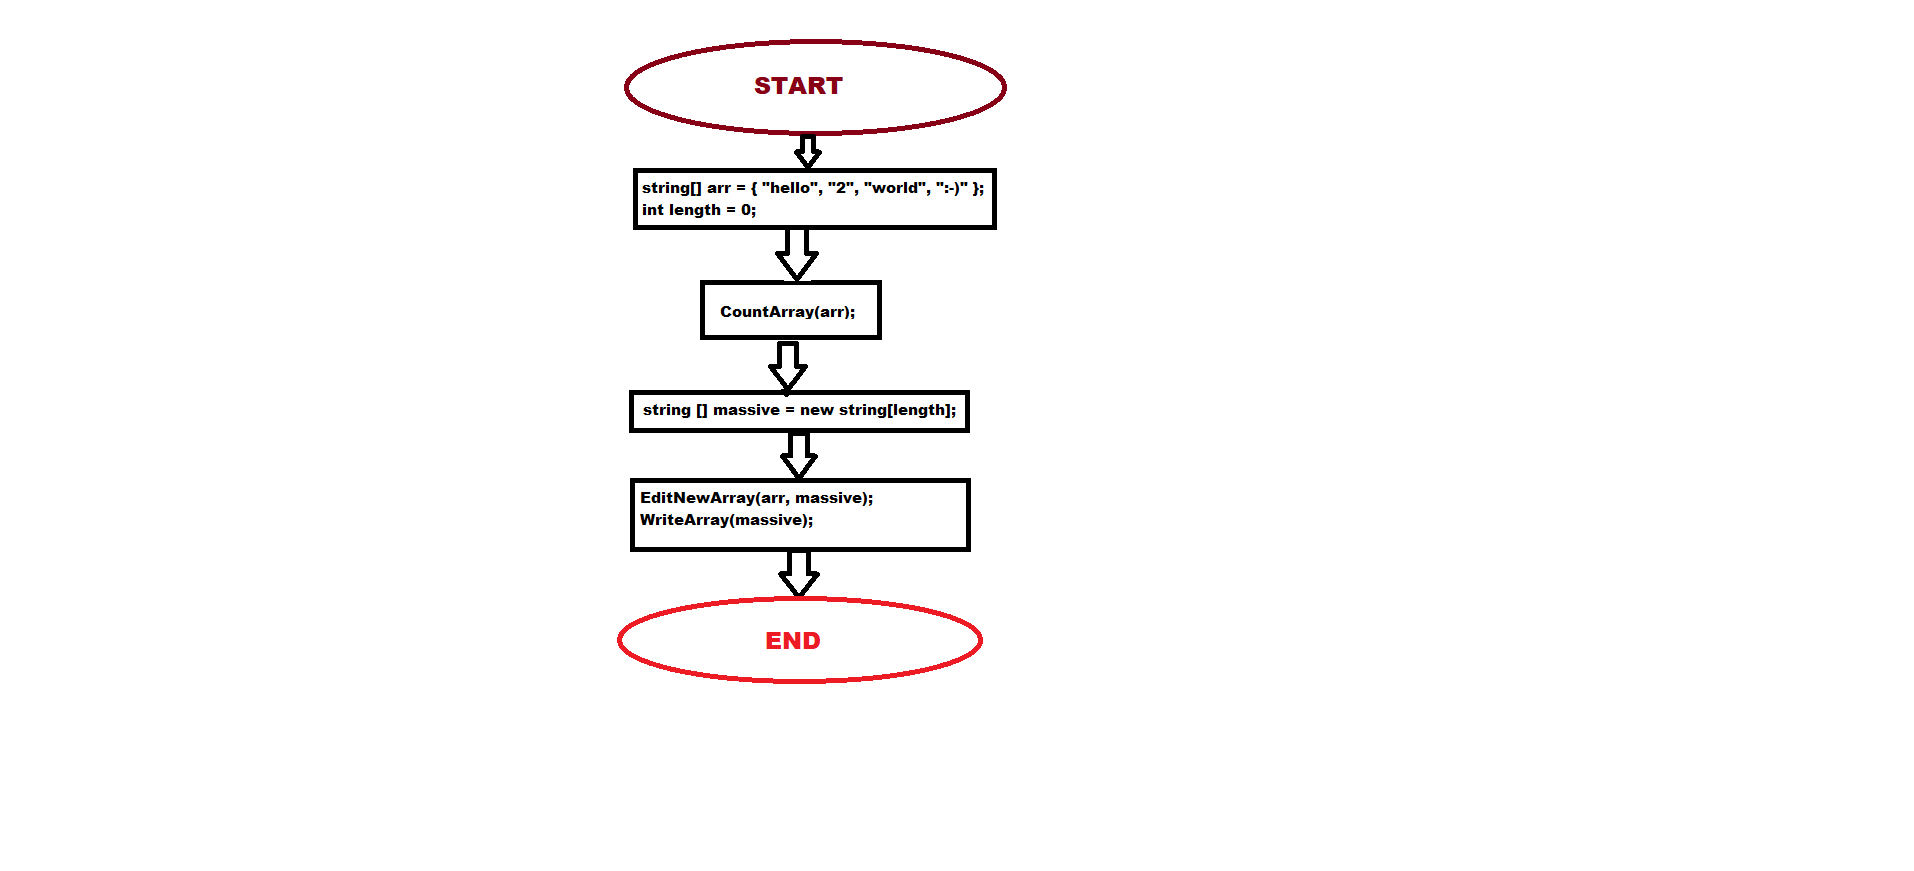 START
string[] arr = { "hello", "2", "world", ":-)" };
int length = 0;
CountArray(arr);
string [] massive = new string[length];
EditNewArray(arr, massive);
WriteArray(massive);
END